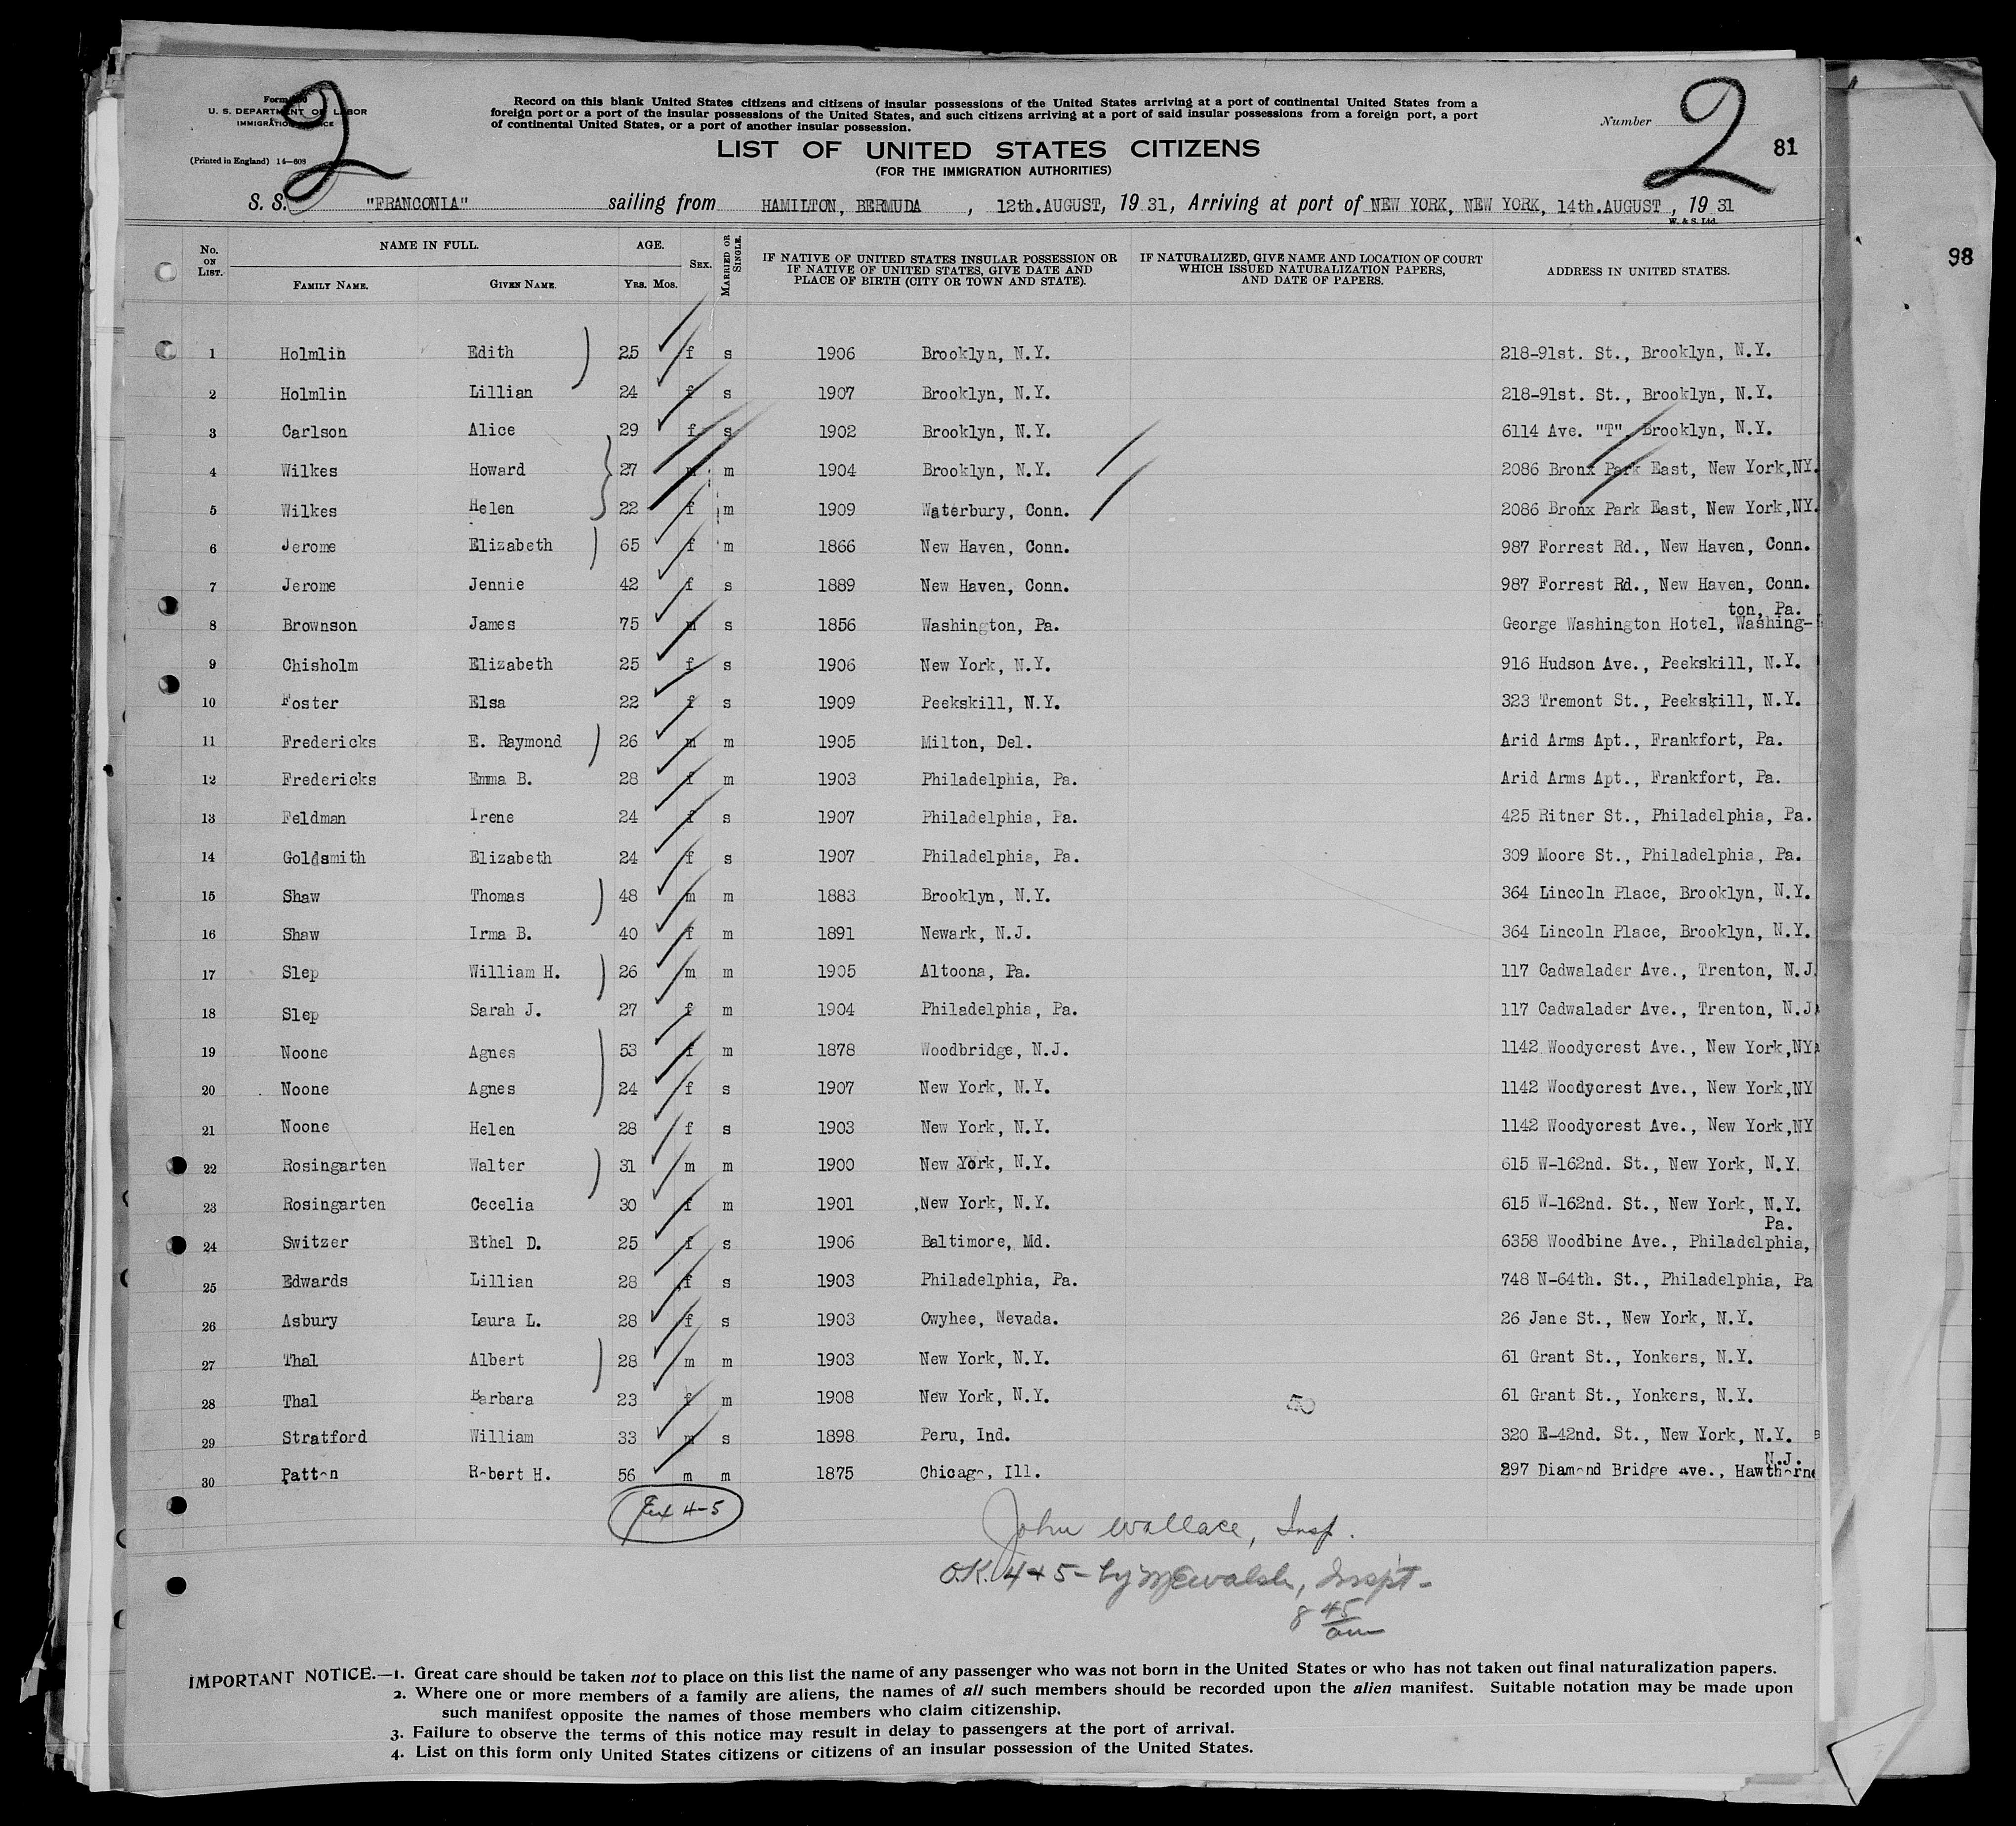 2
2
Form 630
U. S. DEPARTMENT OF LABOR
IMMIGRATION SERVICE
(Printed in England) 14—608
Record on this blank United States citizens and citizens of insular possessions of the United States arriving at a port of continental United States from a
foreign port or a port of the insular possessions of the United States, and such citizens arriving at a port of said insular possessions from a foreign port, a port
of continental United States, or a port of another insular possession.
Number
81
98
LIST OF UNITED STATES CITIZENS
(FOR THE IMMIGRATION AUTHORITIES)
S. S. "FRANCONIA" sailing from HAMILTON, BERMUDA, 12th.AUGUST, 1931, Arriving at port of NEW YORK, NEW YORK, 14th.AUGUST, 1931
W. & S. Ltd.
No. ON LIST. NAME IN FULL. FAMILY NAME. GIVEN NAME. AGE. YRS. MOS. SEX. MARRIED OR SINGLE. IF NATIVE OF UNITED STATES INSULAR POSSESSION OR IF NATIVE OF UNITED STATES, GIVE DATE AND PLACE OF BIRTH (CITY OR TOWN AND STATE). IF NATURALIZED, GIVE NAME AND LOCATION OF COURT WHICH ISSUED NATURALIZATION PAPERS, AND DATE OF PAPERS. ADDRESS IN UNITED STATES.
1 Holmlin Edith 25 f s 1906 Brooklyn, N.Y. 218-91st. St., Brooklyn, N.Y.
2 Holmlin Lillian 24 f s 1907 Brooklyn, N.Y. 218-91st. St., Brooklyn, N.Y.
3 Carlson Alice 29 f s 1902 Brooklyn, N.Y. 6114 Ave. "T", Brooklyn, N.Y.
4 Wilkes Howard 27 m m 1904 Brooklyn, N.Y. 2086 Bronx Park East, New York,NY.
5 Wilkes Helen 22 f m 1909 Waterbury, Conn. 2086 Bronx Park East, New York,NY.
6 Jerome Elizabeth 65 f m 1866 New Haven, Conn. 987 Forrest Rd., New Haven, Conn.
7 Jerome Jennie 42 f s 1889 New Haven, Conn. 987 Forrest Rd., New Haven, Conn.
8 Brownson James 75 m s 1856 Washington, Pa. George Washington Hotel, Washing-
ton, Pa.
9 Chisholm Elizabeth 25 f s 1906 New York, N.Y. 916 Hudson Ave., Peekskill, N.Y.
10 Foster Elsa 22 f s 1909 Peekskill, N.Y. 323 Tremont St., Peekskill, N.Y.
11 Fredericks E. Raymond 26 m m 1905 Milton, Del. Arid Arms Apt., Frankfort, Pa.
12 Fredericks Emma B. 28 f m 1903 Philadelphia, Pa. Arid Arms Apt., Frankfort, Pa.
13 Feldman Irene 24 f s 1907 Philadelphia, Pa. 425 Ritner St., Philadelphia, Pa.
14 Goldsmith Elizabeth 24 f s 1907 Philadelphia, Pa. 309 Moore St., Philadelphia, Pa.
15 Shaw Thomas 48 m m 1883 Brooklyn, N.Y. 364 Lincoln Place, Brooklyn, N.Y.
16 Shaw Irma B. 40 f m 1891 Newark, N.J. 364 Lincoln Place, Brooklyn, N.Y.
17 Slep William H. 26 m m 1905 Altoona, Pa. 117 Cadwalader Ave., Trenton, N.J.
18 Slep Sarah J. 27 f m 1904 Philadelphia, Pa. 117 Cadwalader Ave., Trenton, N.J.
19 Noone Agnes 53 f m 1878 Woodbridge, N.J. 1142 Woodycrest Ave., New York,NY
20 Noone Agnes 24 f s 1907 New York, N.Y. 1142 Woodycrest Ave., New York,NY
21 Noone Helen 28 f s 1903 New York, N.Y. 1142 Woodycrest Ave., New York,NY
22 Rosingarten Walter 31 m m 1900 New York, N.Y. 615 W-162nd. St., New York, N.Y.
23 Rosingarten Cecelia 30 f m 1901 New York, N.Y. 615 W-162nd. St., New York, N.Y.
24 Switzer Ethel D. 25 f s 1906 Baltimore, Md. 6358 Woodbine Ave., Philadelphia,
Pa.
25 Edwards Lillian 28 f s 1903 Philadelphia, Pa. 748 N-64th. St., Philadelphia, Pa
26 Asbury Laura L. 28 f s 1903 Owyhee, Nevada. 26 Jane St., New York, N.Y.
27 Thal Albert 28 m m 1903 New York, N.Y. 61 Grant St., Yonkers, N.Y.
28 Thal Barbara 23 f m 1908 New York, N.Y. 50 61 Grant St., Yonkers, N.Y.
29 Stratford William 33 m s 1898 Peru, Ind. 320 E-42nd. St., New York, N.Y.
30 Patton Robert H. 56 m m 1875 Chicago, Ill. 297 Diamond Bridge Ave., Hawthorne
N.J.
4-5
John Wallace, Insp.
O.K. 4+5 - by Walsh, Inspt-
8 45
am
IMPORTANT NOTICE.—1. Great care should be taken not to place on this list the name of any passenger who was not born in the United States or who has not taken out final naturalization papers.
2. Where one or more members of a family are aliens, the names of all such members should be recorded upon the alien manifest. Suitable notation may be made upon
such manifest opposite the names of those members who claim citizenship.
3. Failure to observe the terms of this notice may result in delay to passengers at the port of arrival.
4. List on this form only United States citizens or citizens of an insular possession of the United States.